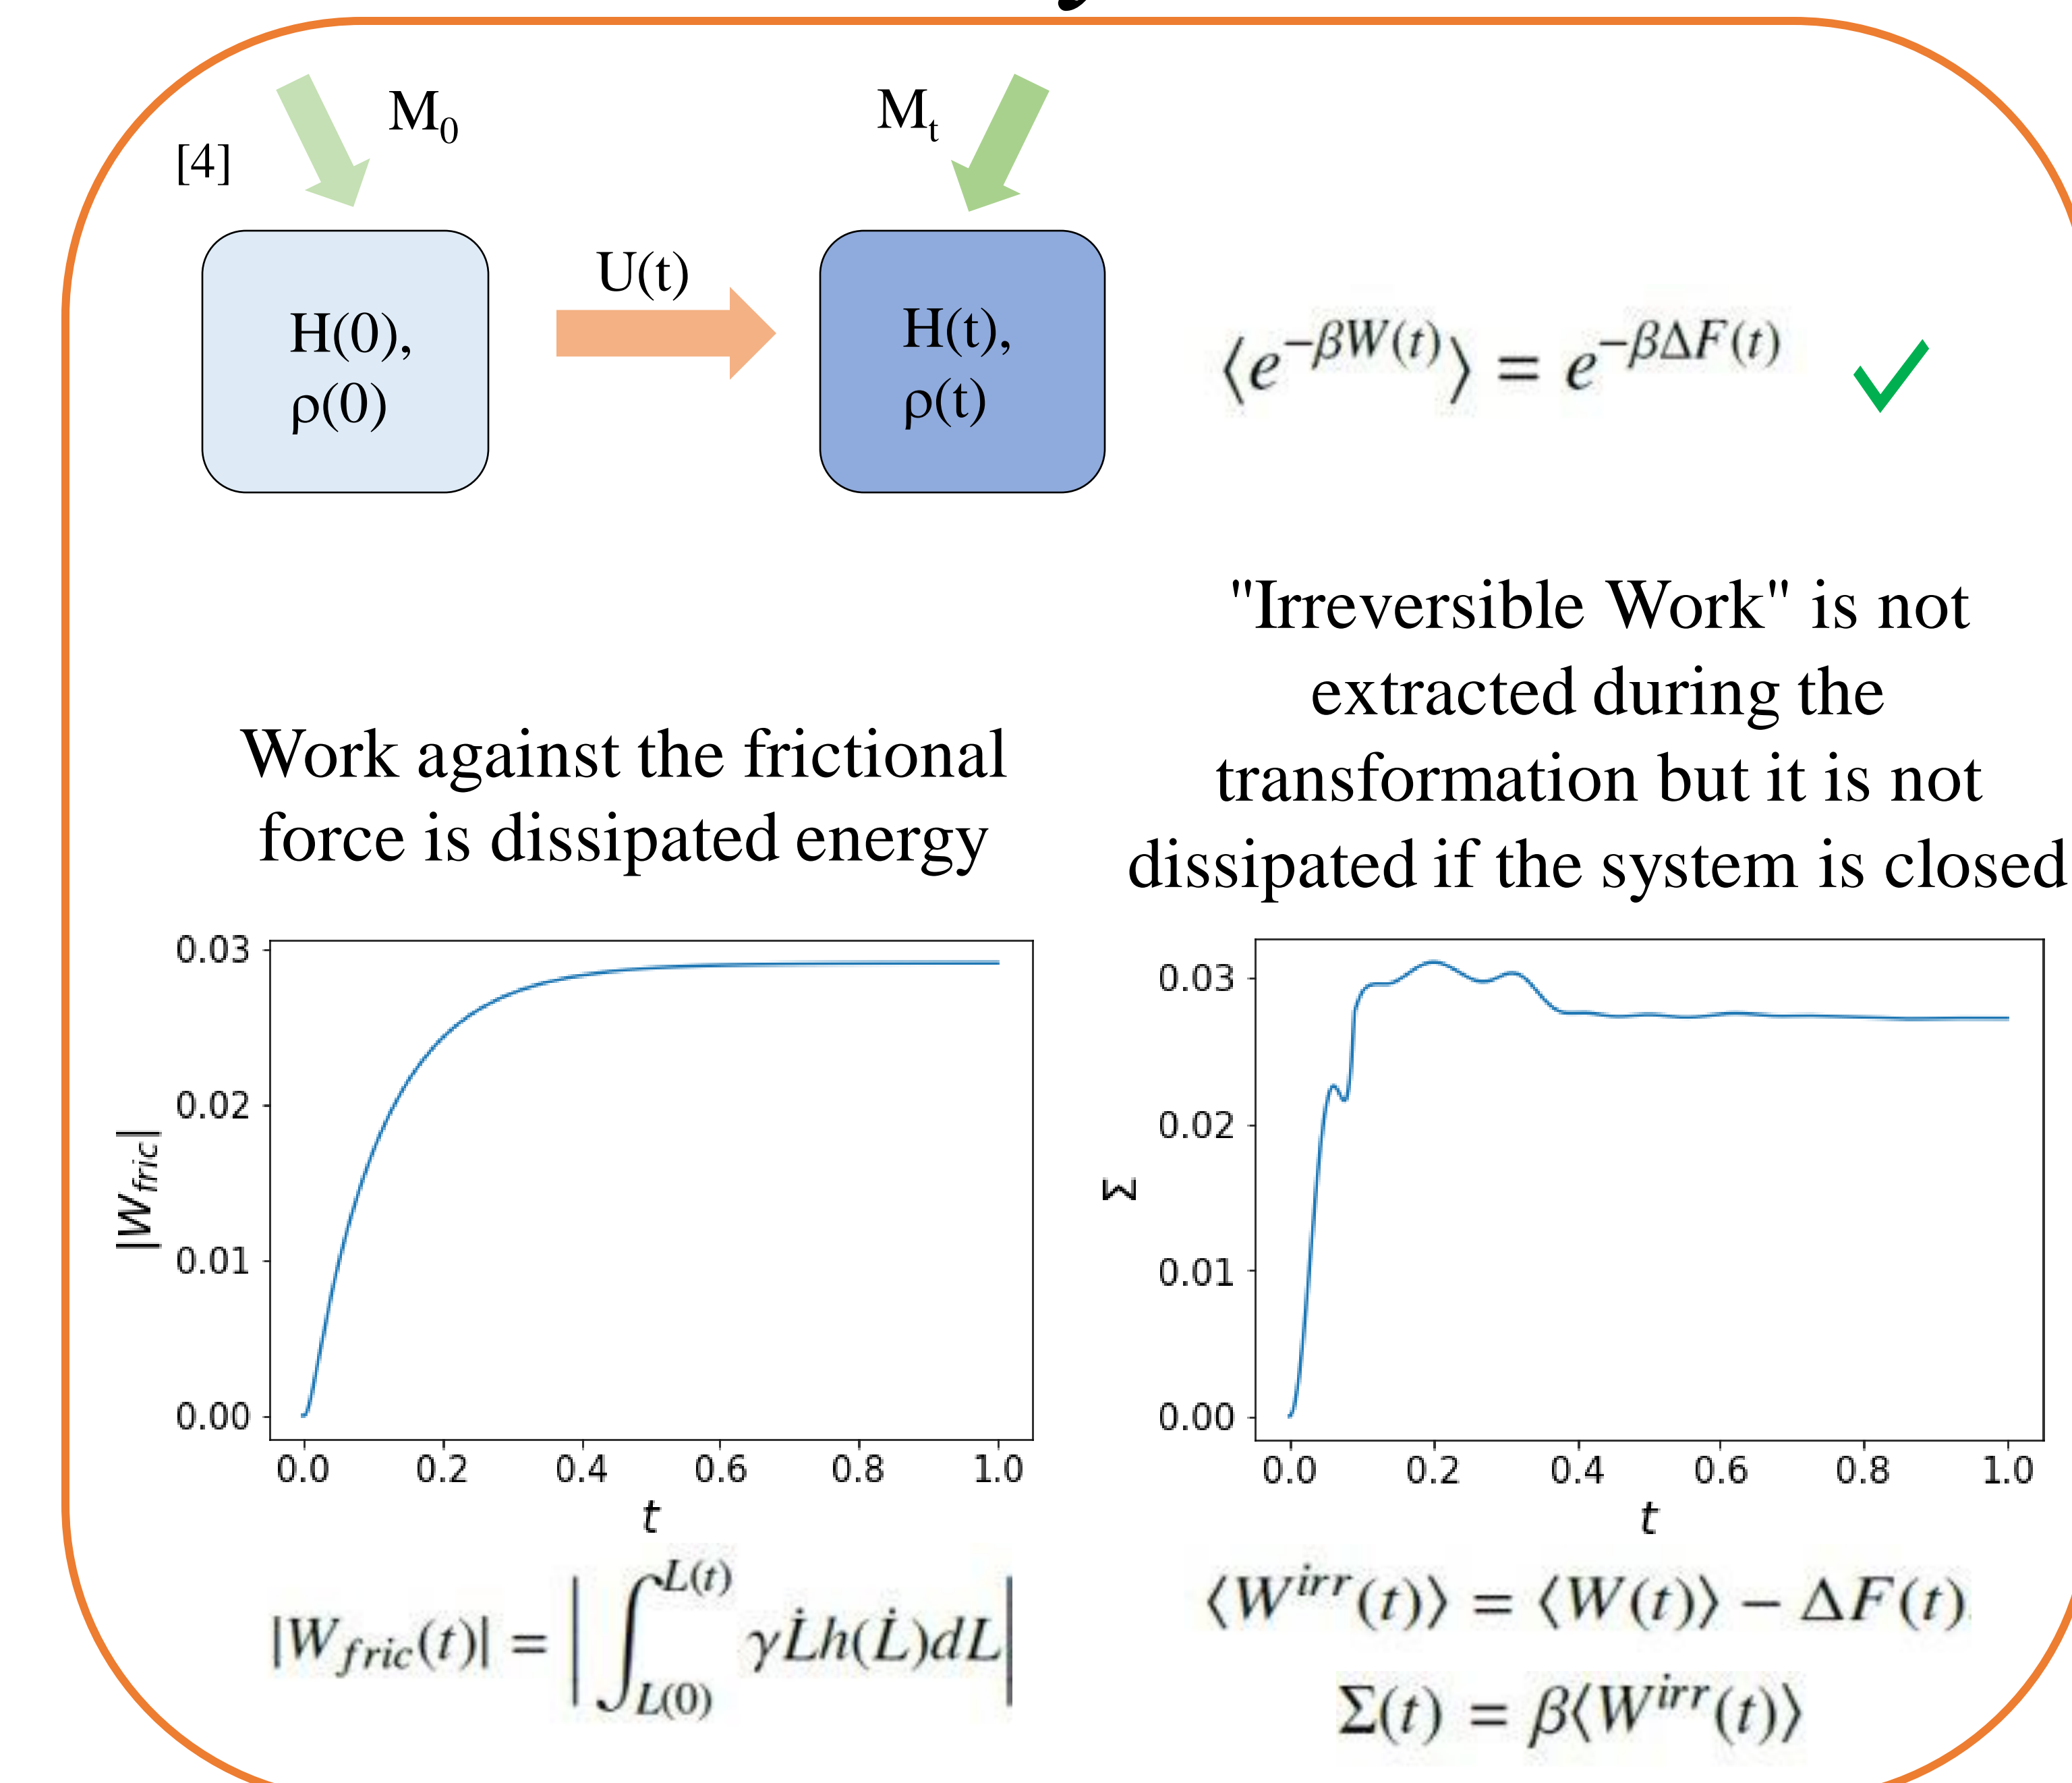 M₀
Mₜ
[4]
U(t)
H(0),
ρ(0)
H(t),
ρ(t)
⟨e^{−βW(t)}⟩ = e^{−βΔF(t)}
"Irreversible Work" is not
extracted during the
transformation but it is not
dissipated if the system is closed
Work against the frictional
force is dissipated energy
0.03
0.02
0.01
0.00
|W_{fric}|
0.0 0.2 0.4 0.6 0.8 1.0
t
|W_{fric}(t)| = |∫_{L(0)}^{L(t)} γL̇h(L̇)dL|
0.03
0.02
0.01
0.00
Σ
0.0 0.2 0.4 0.6 0.8 1.0
t
⟨W^{irr}(t)⟩ = ⟨W(t)⟩ − ΔF(t)
Σ(t) = β⟨W^{irr}(t)⟩